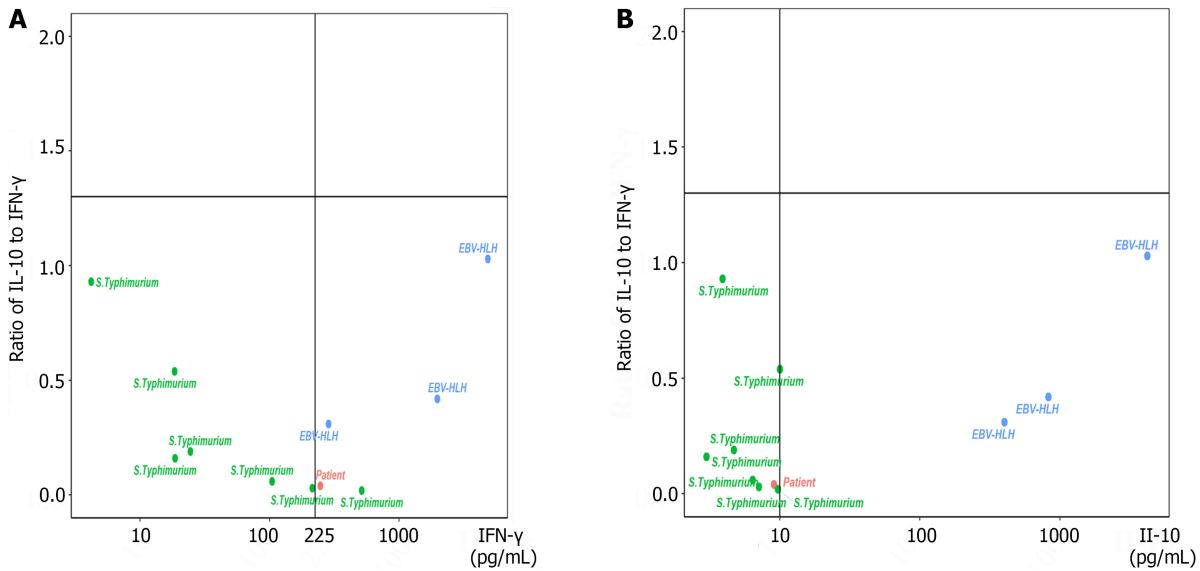 A
Ratio of IL-10 to IFN-γ
2.0
1.5
1.0
0.5
0.0
EBV-HLH
S.Typhimurium
S.Typhimurium
EBV-HLH
EBV-HLH
S.Typhimurium
S.Typhimurium
S.Typhimurium
Patient
S.Typhimurium
S.Typhimurium
10
100
225
1000
IFN-γ
(pg/mL)
B
Ratio of IL-10 to IFN-γ
2.0
1.5
1.0
0.5
0.0
EBV-HLH
S.Typhimurium
S.Typhimurium
EBV-HLH
EBV-HLH
S.Typhimurium
S.Typhimurium
S.Typhimurium
Patient
S.Typhimurium
S.Typhimurium
10
100
1000
II-10
(pg/mL)